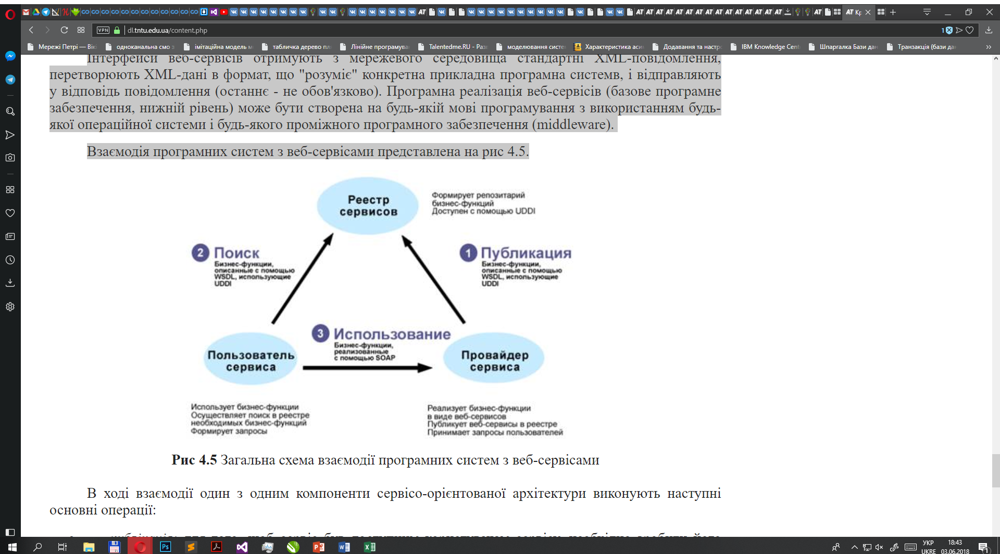 Кр
VPN
dl.tntu.edu.ua/content.php
1
Мережі Петрі — Вікі
одноканальна смо з
імітаційна модель м
табличка дерево пл
Лінійне програмува
Talentedme.RU - Разв
моделювання систем
Характеристика аси
Додавання та настро
IBM Knowledge Cent
Шпаргалка Бази дан
Транзакція (бази да
Інтерфейси веб-сервісів отримують з мережевого середовища стандартні XML-повідомлення,
перетворюють XML-дані в формат, що "розуміє" конкретна прикладна програмна системв, і відправляють
у відповідь повідомлення (останнє - не обов'язково). Програмна реалізація веб-сервісів (базове програмне
забезпечення, нижній рівень) може бути створена на будь-якій мові програмування з використанням будь-
якої операційної системи і будь-якого проміжного програмного забезпечення (middleware).
Взаємодія програмних систем з веб-сервісами представлена на рис 4.5.
Реестр
сервисов
Формирует репозитарий
бизнес-функций
Доступен с помощью UDDI
2 Поиск
Бизнес-функции,
описанные с помощью
WSDL, использующие
UDDI
1 Публикация
Бизнес-функции,
описанные с помощью
WSDL, использующие
UDDI
3 Использование
Бизнес-функции,
реализованные
с помощью SOAP
Пользователь
сервиса
Провайдер
сервиса
Использует бизнес-функции
Осуществляет поиск в реестре
необходимых бизнес-функций
Формирует запросы
Реализует бизнес-функции
в виде веб-сервисов
Публикует веб-сервисы в реестре
Принимает запросы пользователей
Рис 4.5 Загальна схема взаємодії програмних систем з веб-сервісами
В ході взаємодії один з одним компоненти сервісо-орієнтованої архітектури виконують наступні
основні операції:
УКР
UKRE
18:43
03.06.2018
1